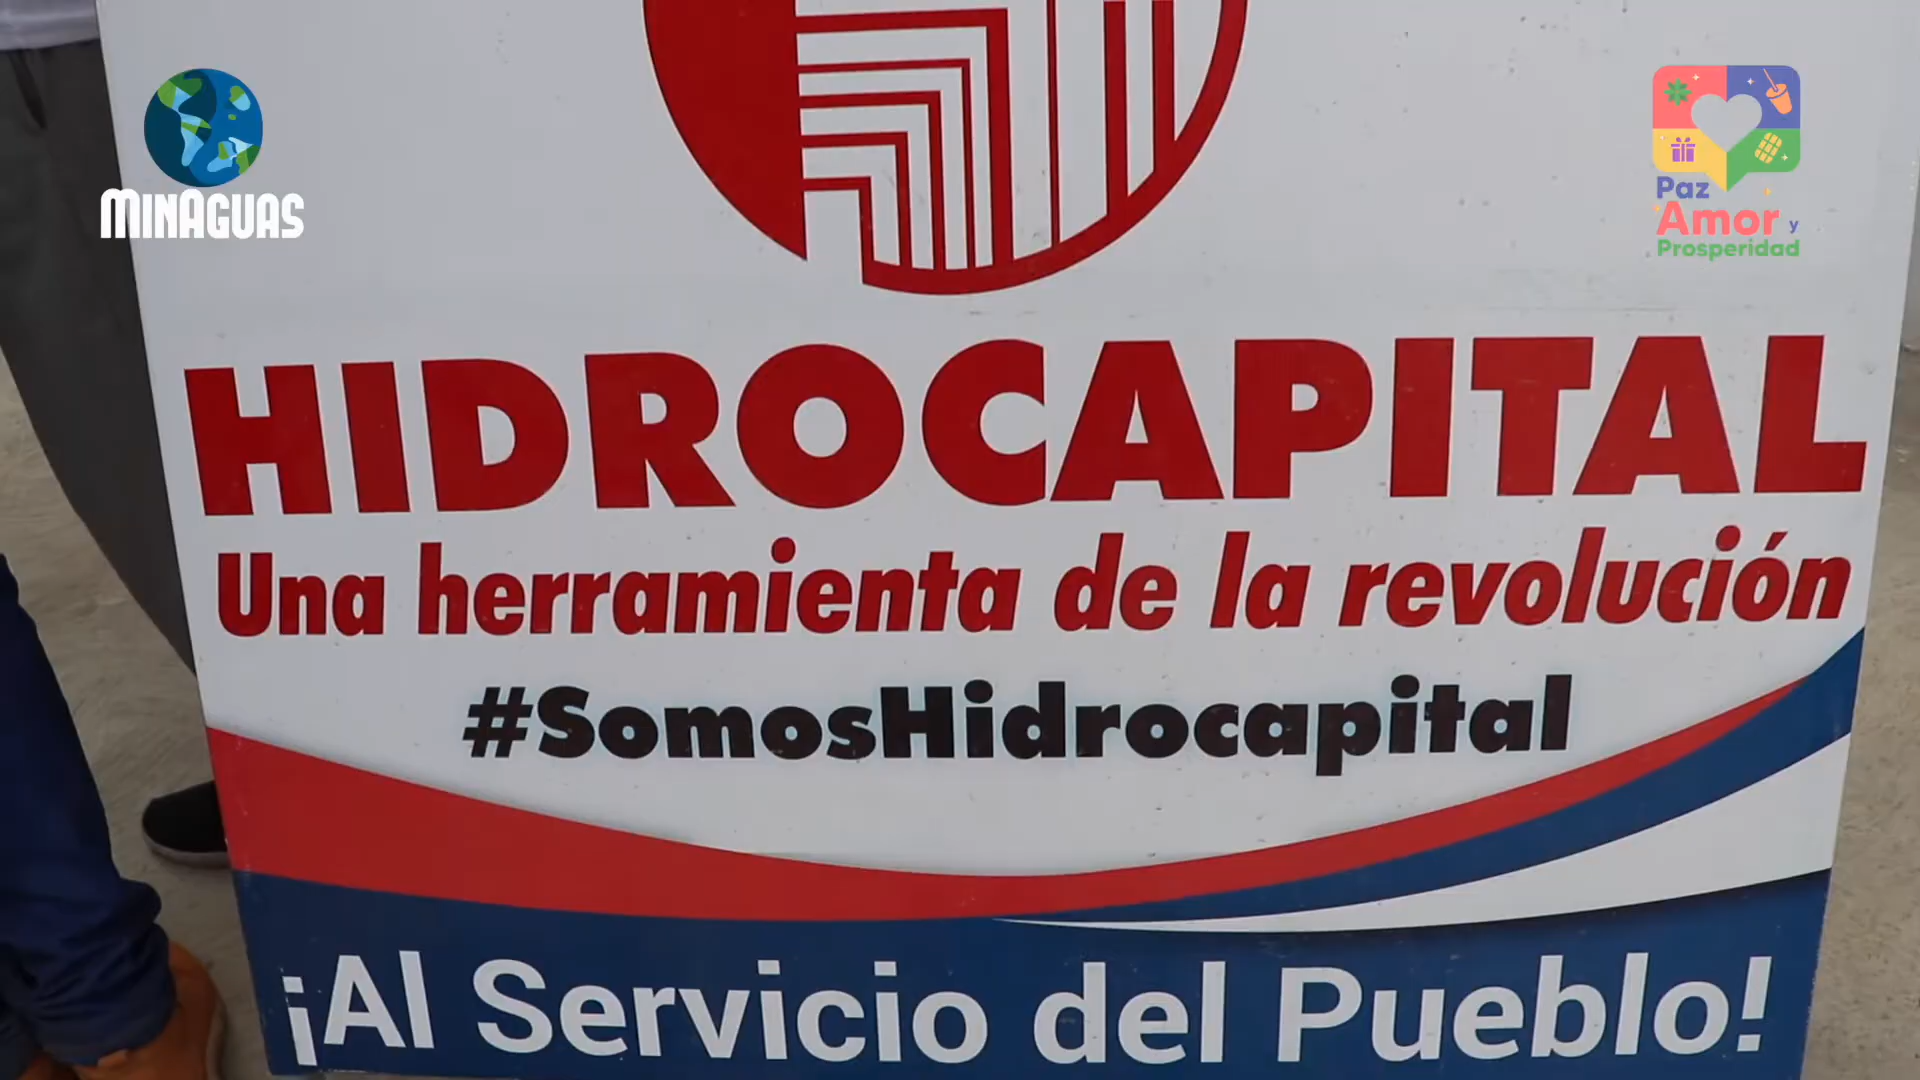 MINAGUAS
Paz
Amor y
Prosperidad
HIDROCAPITAL
Una herramienta de la revolución
#SomosHidrocapital
¡Al Servicio del Pueblo!